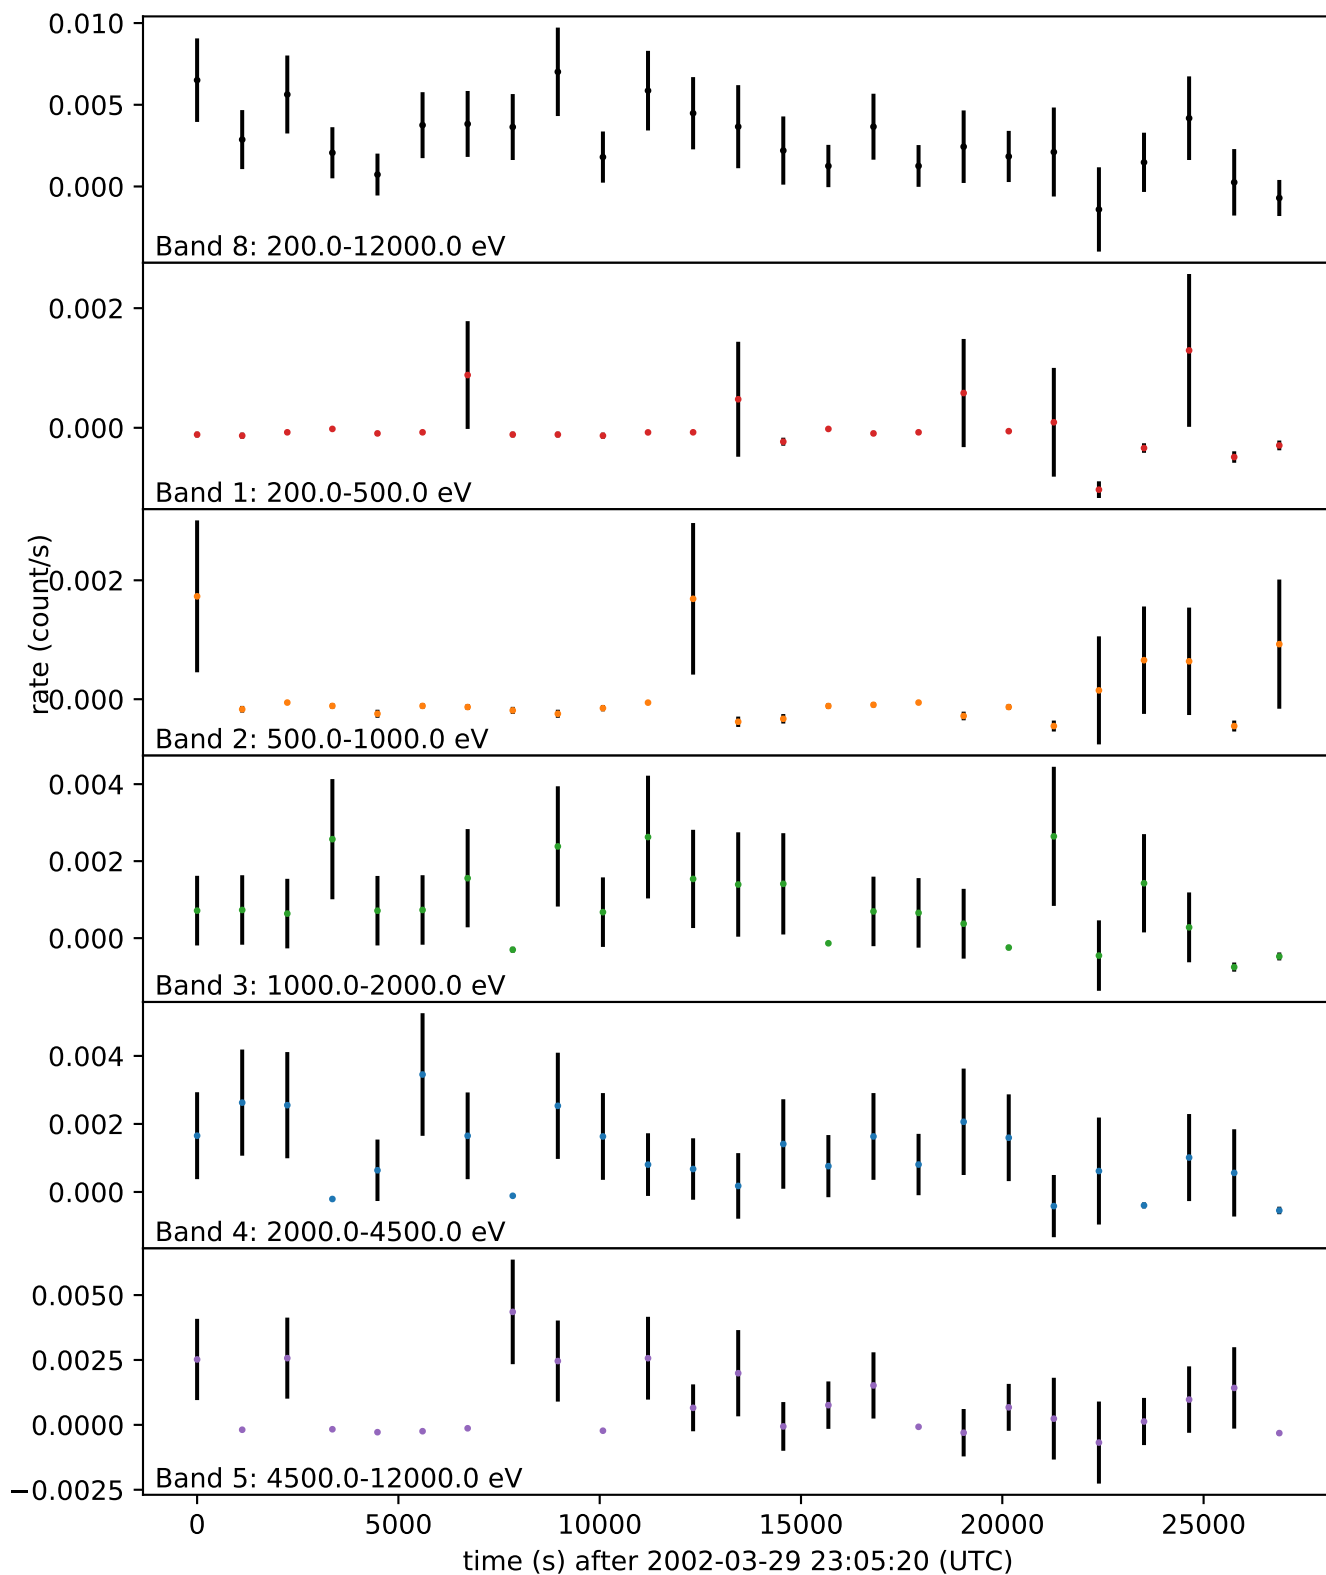 0.010
0.005
0.000
Band 8: 200.0-12000.0 eV
0.002
0.000
Band 1: 200.0-500.0 eV
rate (count/s)
0.002
0.000
Band 2: 500.0-1000.0 eV
0.004
0.002
0.000
Band 3: 1000.0-2000.0 eV
0.004
0.002
0.000
Band 4: 2000.0-4500.0 eV
0.0050
0.0025
0.0000
−0.0025
Band 5: 4500.0-12000.0 eV
0 5000 10000 15000 20000 25000
time (s) after 2002-03-29 23:05:20 (UTC)